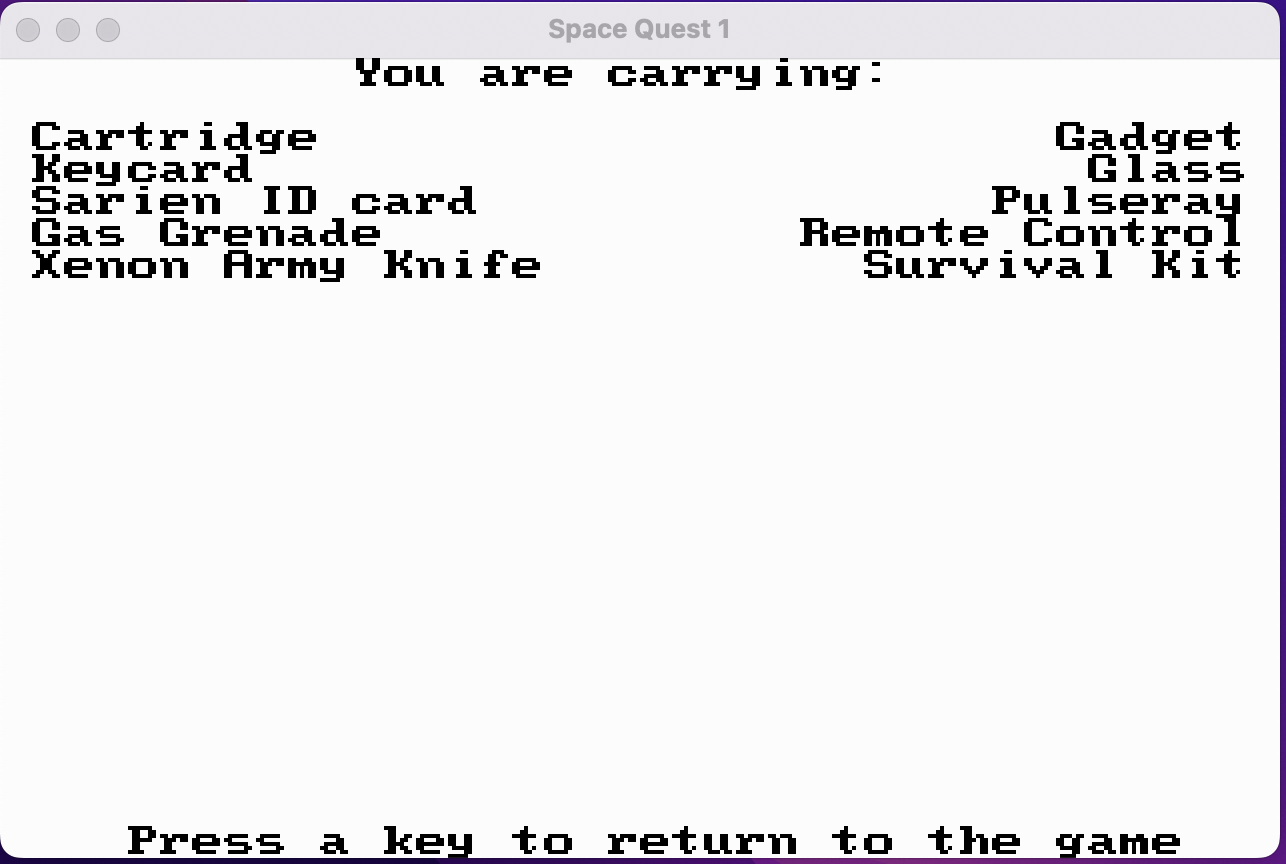 Space Quest 1
You are carrying:
Cartridge Gadget
Keycard Glass
Sarien ID card Pulseray
Gas Grenade Remote Control
Xenon Army Knife Survival Kit
Press a key to return to the game